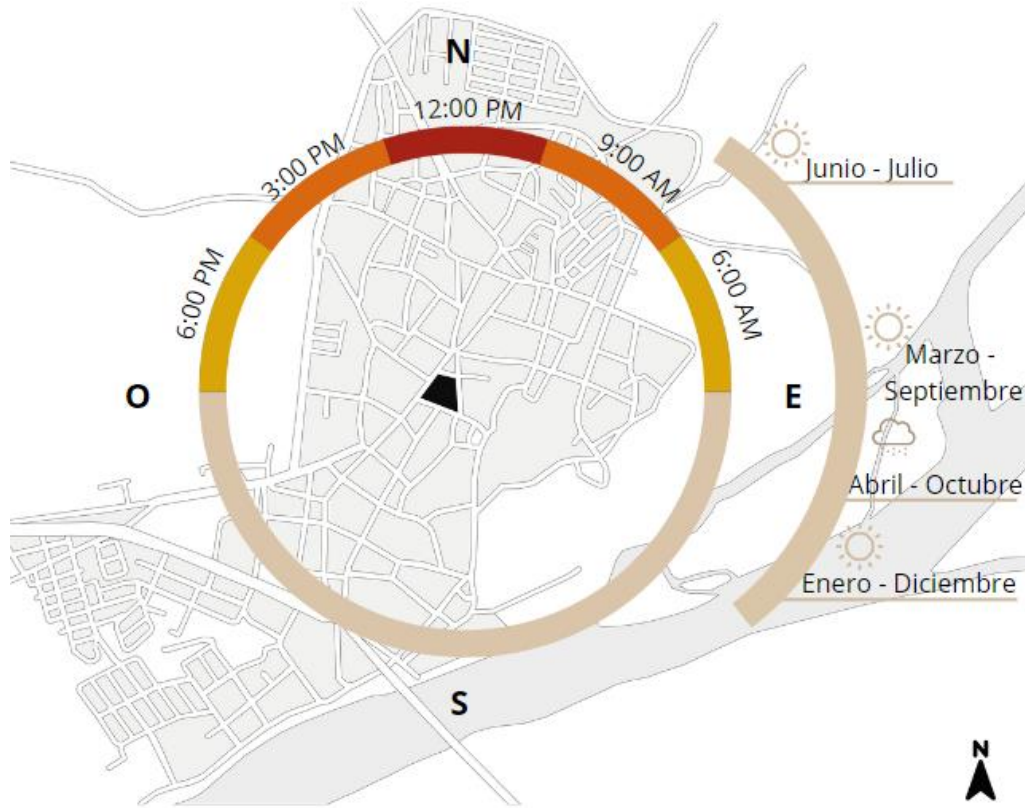 N
12:00 PM
3:00 PM
9:00 AM
Junio - Julio
6:00 PM
6:00 AM
O
E
Marzo -
Septiembre
Abril - Octubre
Enero - Diciembre
S
N